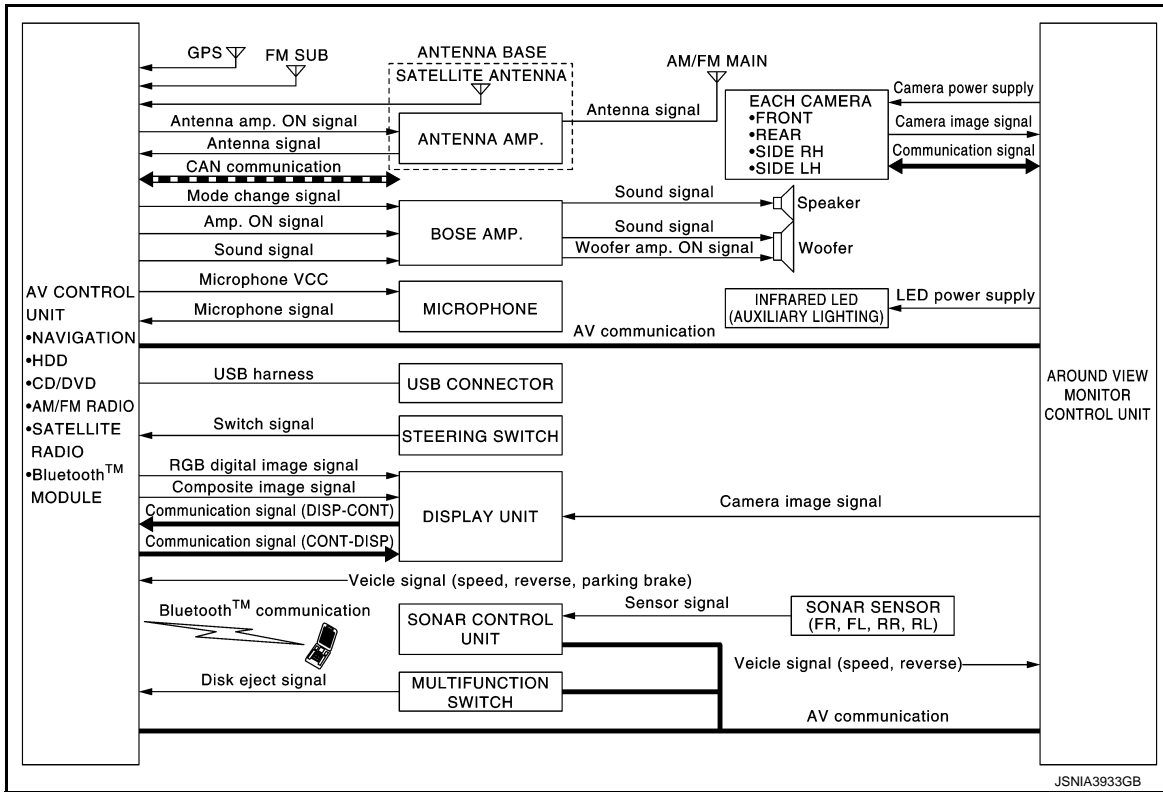 GPS
FM SUB
ANTENNA BASE
SATELLITE ANTENNA
AM/FM MAIN
Antenna signal
Antenna amp. ON signal
Antenna signal
ANTENNA AMP.
CAN communication
Mode change signal
Amp. ON signal
Sound signal
BOSE AMP.
Sound signal
Speaker
Sound signal
Woofer amp. ON signal
Woofer
EACH CAMERA
•FRONT
•REAR
•SIDE RH
•SIDE LH
Camera power supply
Camera image signal
Communication signal
Microphone VCC
Microphone signal
MICROPHONE
INFRARED LED
(AUXILIARY LIGHTING)
LED power supply
AV communication
AV CONTROL
UNIT
•NAVIGATION
•HDD
•CD/DVD
•AM/FM RADIO
•SATELLITE
RADIO
•Bluetooth™
MODULE
USB harness
USB CONNECTOR
Switch signal
STEERING SWITCH
AROUND VIEW
MONITOR
CONTROL UNIT
RGB digital image signal
Composite image signal
Communication signal (DISP-CONT)
Communication signal (CONT-DISP)
DISPLAY UNIT
Camera image signal
Veicle signal (speed, reverse, parking brake)
Bluetooth™ communication
SONAR CONTROL
UNIT
Sensor signal
SONAR SENSOR
(FR, FL, RR, RL)
Veicle signal (speed, reverse)
Disk eject signal
MULTIFUNCTION
SWITCH
AV communication
JSNIA3933GB